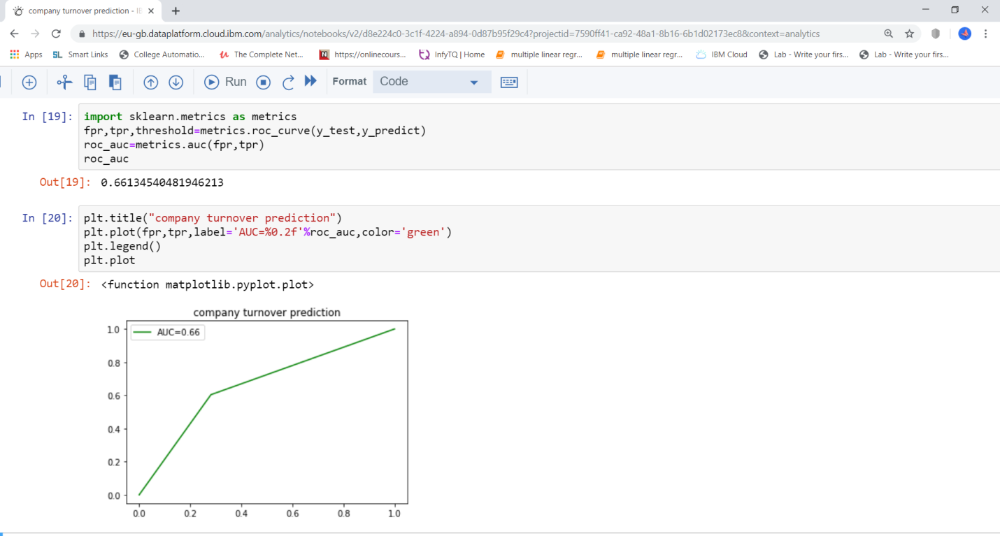 company turnover prediction - IB
https://eu-gb.dataplatform.cloud.ibm.com/analytics/notebooks/v2/d8e224c0-3c1f-4224-a894-0d87b95f29c4?projectid=7590ff41-ca92-48a1-8b16-6b1d02173ec8&context=analytics
Apps SL Smart Links College Automatio... The Complete Net... N https://onlinecours... InfyTQ | Home multiple linear regr... multiple linear regr... IBM Cloud Lab - Write your firs... Lab - Write your firs...
Run Format Code
In [19]: import sklearn.metrics as metrics
fpr,tpr,threshold=metrics.roc_curve(y_test,y_predict)
roc_auc=metrics.auc(fpr,tpr)
roc_auc
Out[19]: 0.66134540481946213
In [20]: plt.title("company turnover prediction")
plt.plot(fpr,tpr,label='AUC=%0.2f'%roc_auc,color='green')
plt.legend()
plt.plot
Out[20]: <function matplotlib.pyplot.plot>
company turnover prediction
AUC=0.66
1.0
0.8
0.6
0.4
0.2
0.0
0.0 0.2 0.4 0.6 0.8 1.0